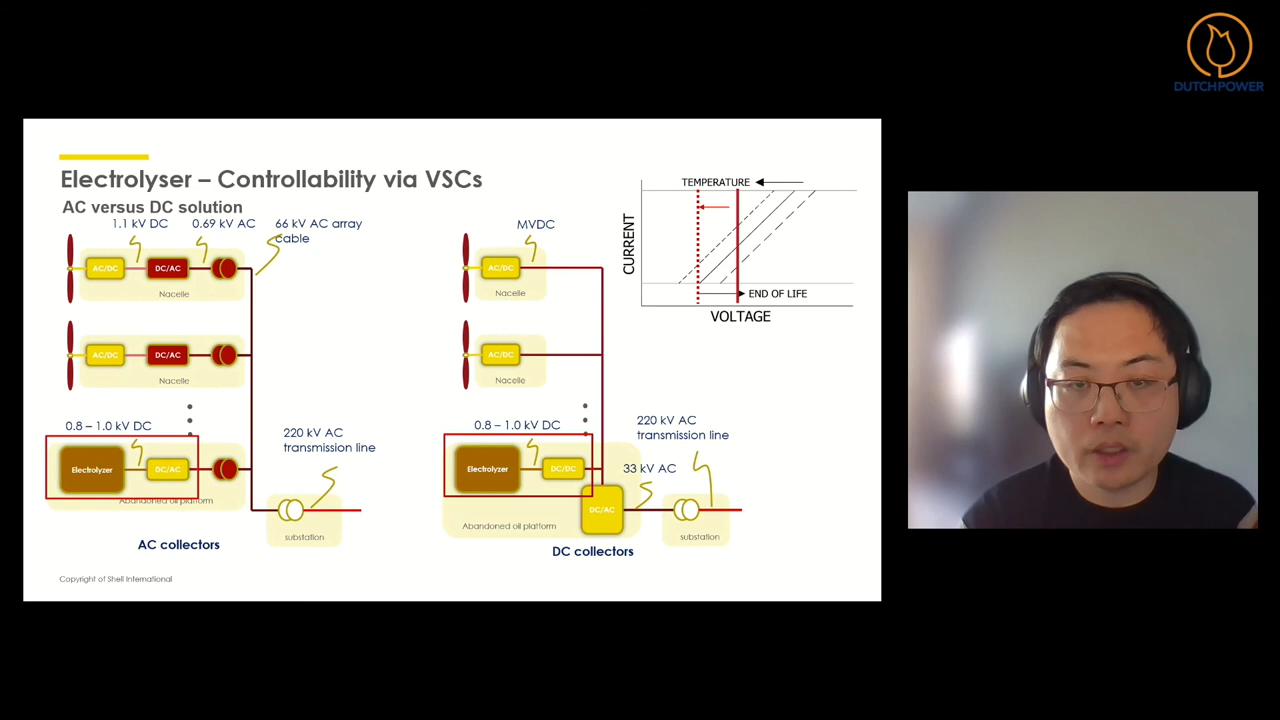 DUTCH POWER
Electrolyser – Controllability via VSCs
AC versus DC solution
1.1 kV DC
0.69 kV AC
66 kV AC array
cable
AC/DC
DC/AC
Nacelle
AC/DC
DC/AC
Nacelle
0.8 – 1.0 kV DC
Electrolyzer
DC/AC
Abandoned oil platform
220 kV AC
transmission line
substation
AC collectors
MVDC
AC/DC
Nacelle
AC/DC
Nacelle
0.8 – 1.0 kV DC
Electrolyzer
DC/DC
Abandoned oil platform
DC/AC
33 kV AC
220 kV AC
transmission line
substation
DC collectors
TEMPERATURE
CURRENT
END OF LIFE
VOLTAGE
Copyright of Shell International